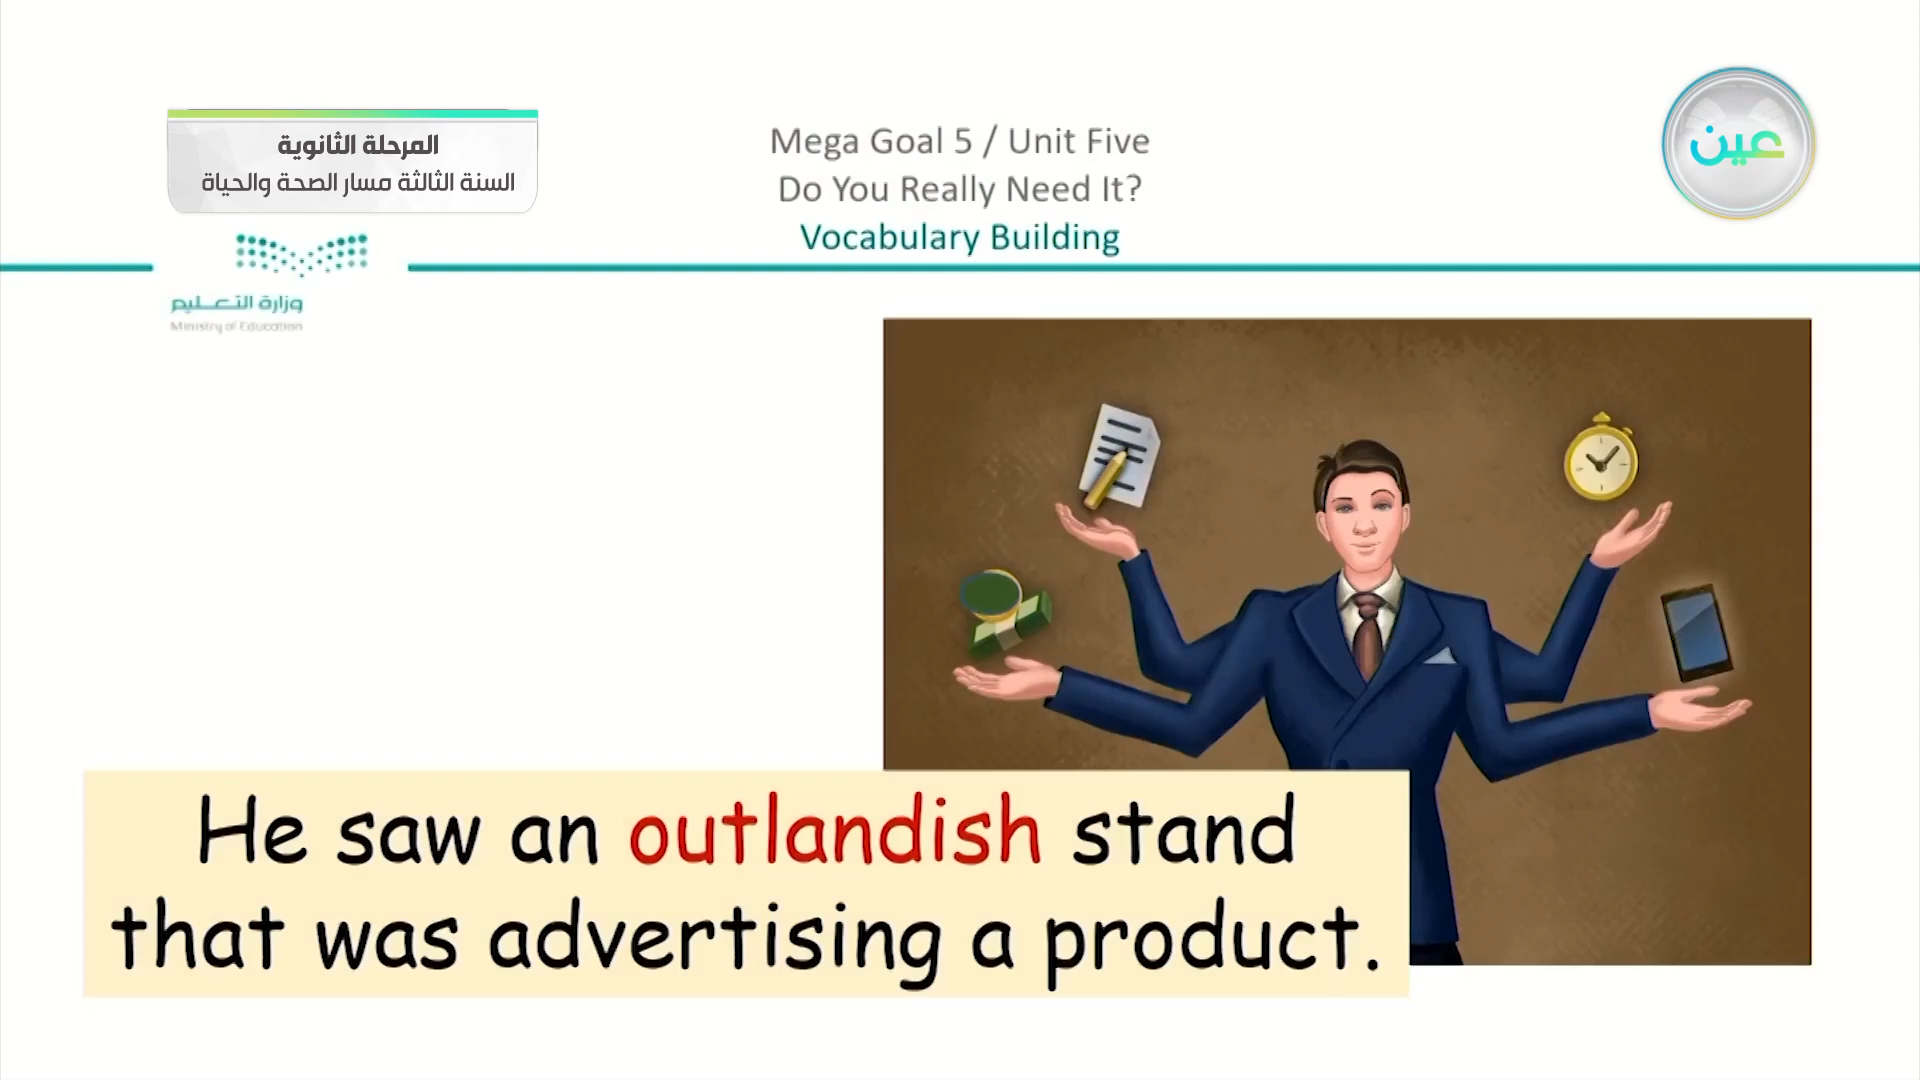 المرحلة الثانوية
السنة الثالثة مسار الصحة والحياة
Mega Goal 5 / Unit Five
Do You Really Need It?
Vocabulary Building
عين
وزارة التعليم
Ministry of Education
He saw an outlandish stand
that was advertising a product.